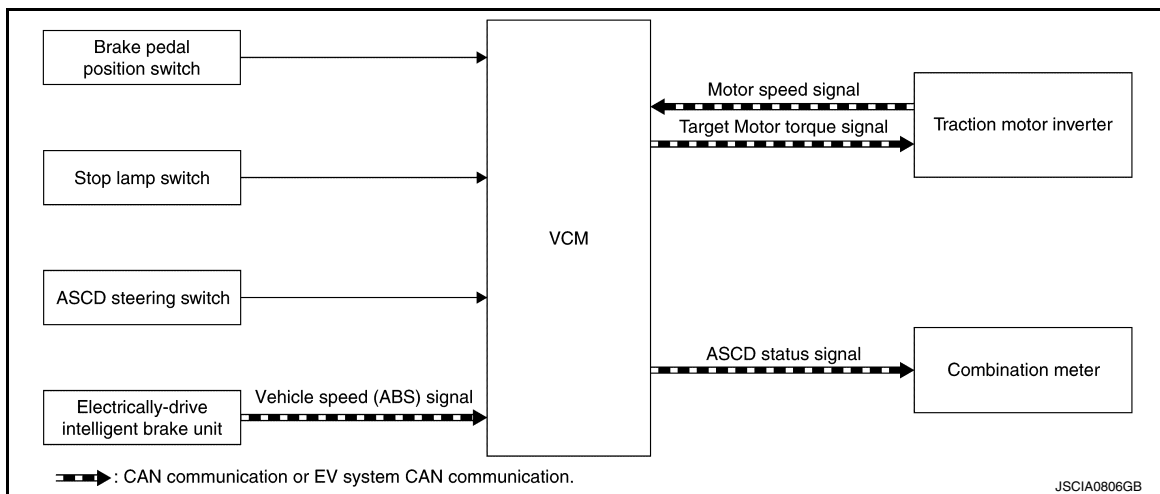 Brake pedal
position switch
Stop lamp switch
ASCD steering switch
Electrically-drive
intelligent brake unit
Vehicle speed (ABS) signal
VCM
Motor speed signal
Target Motor torque signal
Traction motor inverter
ASCD status signal
Combination meter
: CAN communication or EV system CAN communication.
JSCIA0806GB